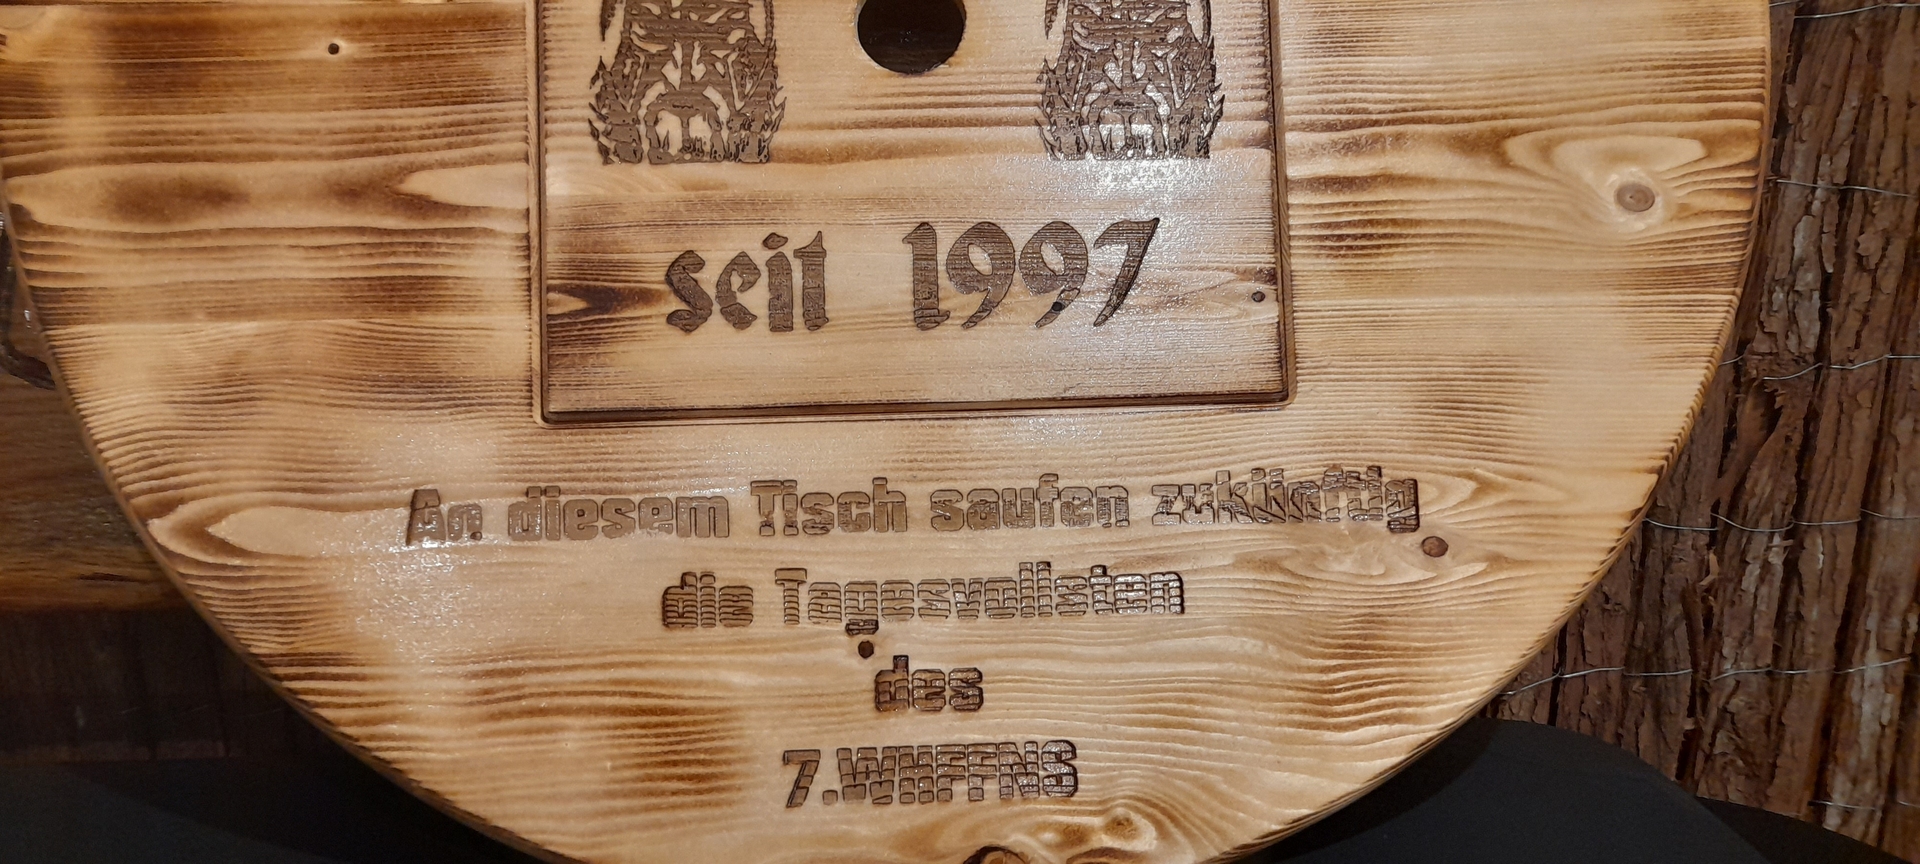 seit 1997
An diesem Tisch saufen zukünftig
die Tagesvollsten
des
7.WHFFNS